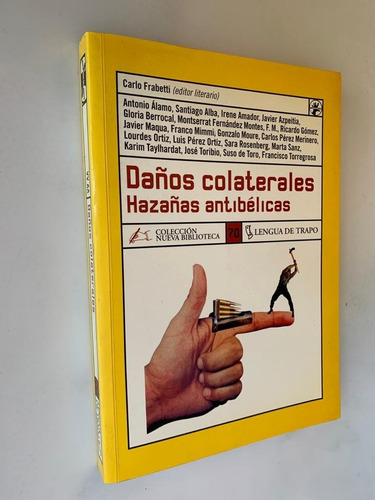 Carlo Frabetti (editor literario)
Antonio Álamo, Santiago Alba, Irene Amador, Javier Azpeitia,
Gloria Berrocal, Montserrat Fernández Montes, F. M., Ricardo Gómez,
Javier Maqua, Franco Mimmi, Gonzalo Moure, Carlos Pérez Merinero,
Lourdes Ortiz, Luis Pérez Ortiz, Sara Rosenberg, Marta Sanz,
Karim Taylhardat, José Toribio, Suso de Toro, Francisco Torregrosa
Daños colaterales
Hazañas antibélicas
COLECCIÓN
NUEVA BIBLIOTECA
70
LENGUA DE TRAPO
Daños colaterales